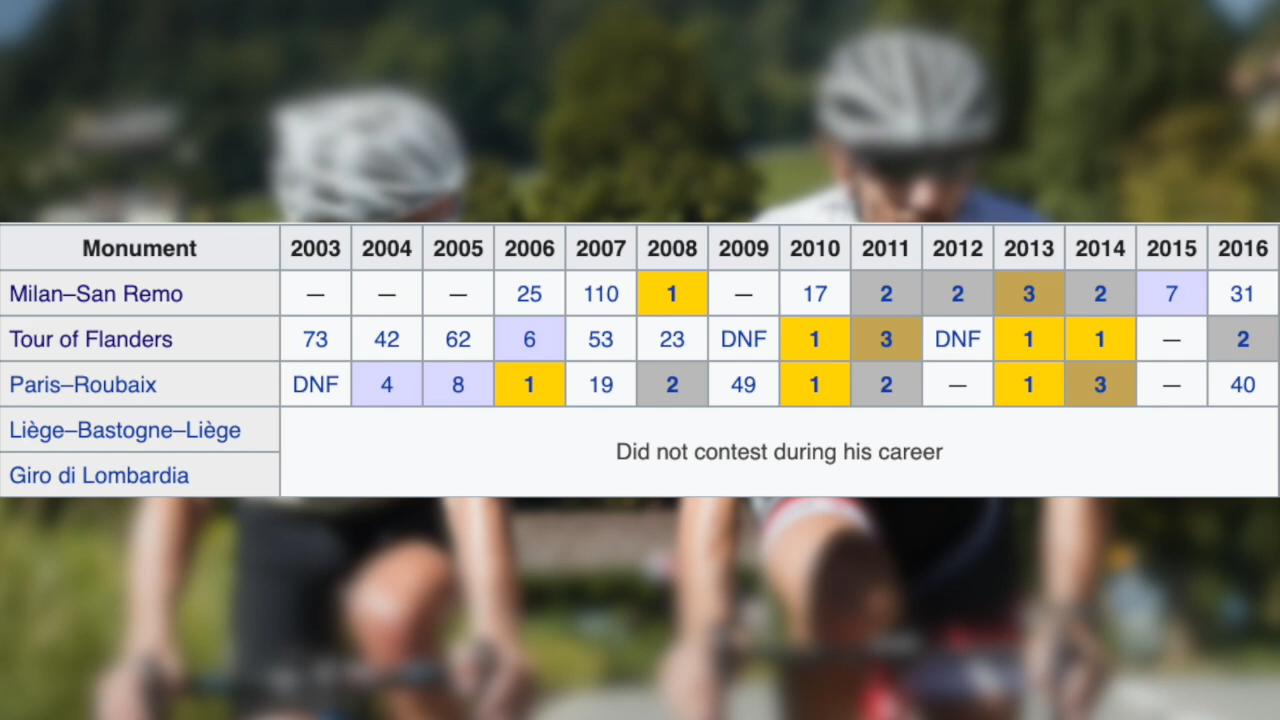 Monument 2003 2004 2005 2006 2007 2008 2009 2010 2011 2012 2013 2014 2015 2016
Milan–San Remo — — — 25 110 1 — 17 2 2 3 2 7 31
Tour of Flanders 73 42 62 6 53 23 DNF 1 3 DNF 1 1 — 2
Paris–Roubaix DNF 4 8 1 19 2 49 1 2 — 1 3 — 40
Liège–Bastogne–Liège
Did not contest during his career
Giro di Lombardia